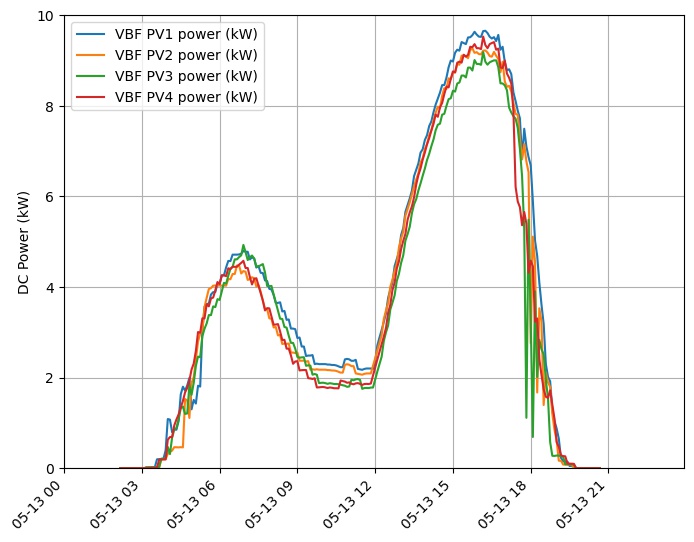 VBF PV1 power (kW)
VBF PV2 power (kW)
VBF PV3 power (kW)
VBF PV4 power (kW)
DC Power (kW)
10
8
6
4
2
0
05-13 00
05-13 03
05-13 06
05-13 09
05-13 12
05-13 15
05-13 18
05-13 21